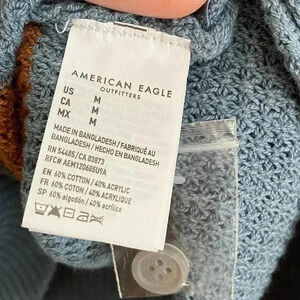 AMERICAN EAGLE
OUTFITTERS
US M
CA M
MX M
MADE IN BANGLADESH / FABRIQUÉ AU
BANGLADESH / HECHO EN BANGLADESH
RN 54485/CA 03873
EN 60% COTTON / 40% ACRYLIC
FR 60% COTON / 40% ACRYLIQUE
SP 60% algodón / 40% acrílico